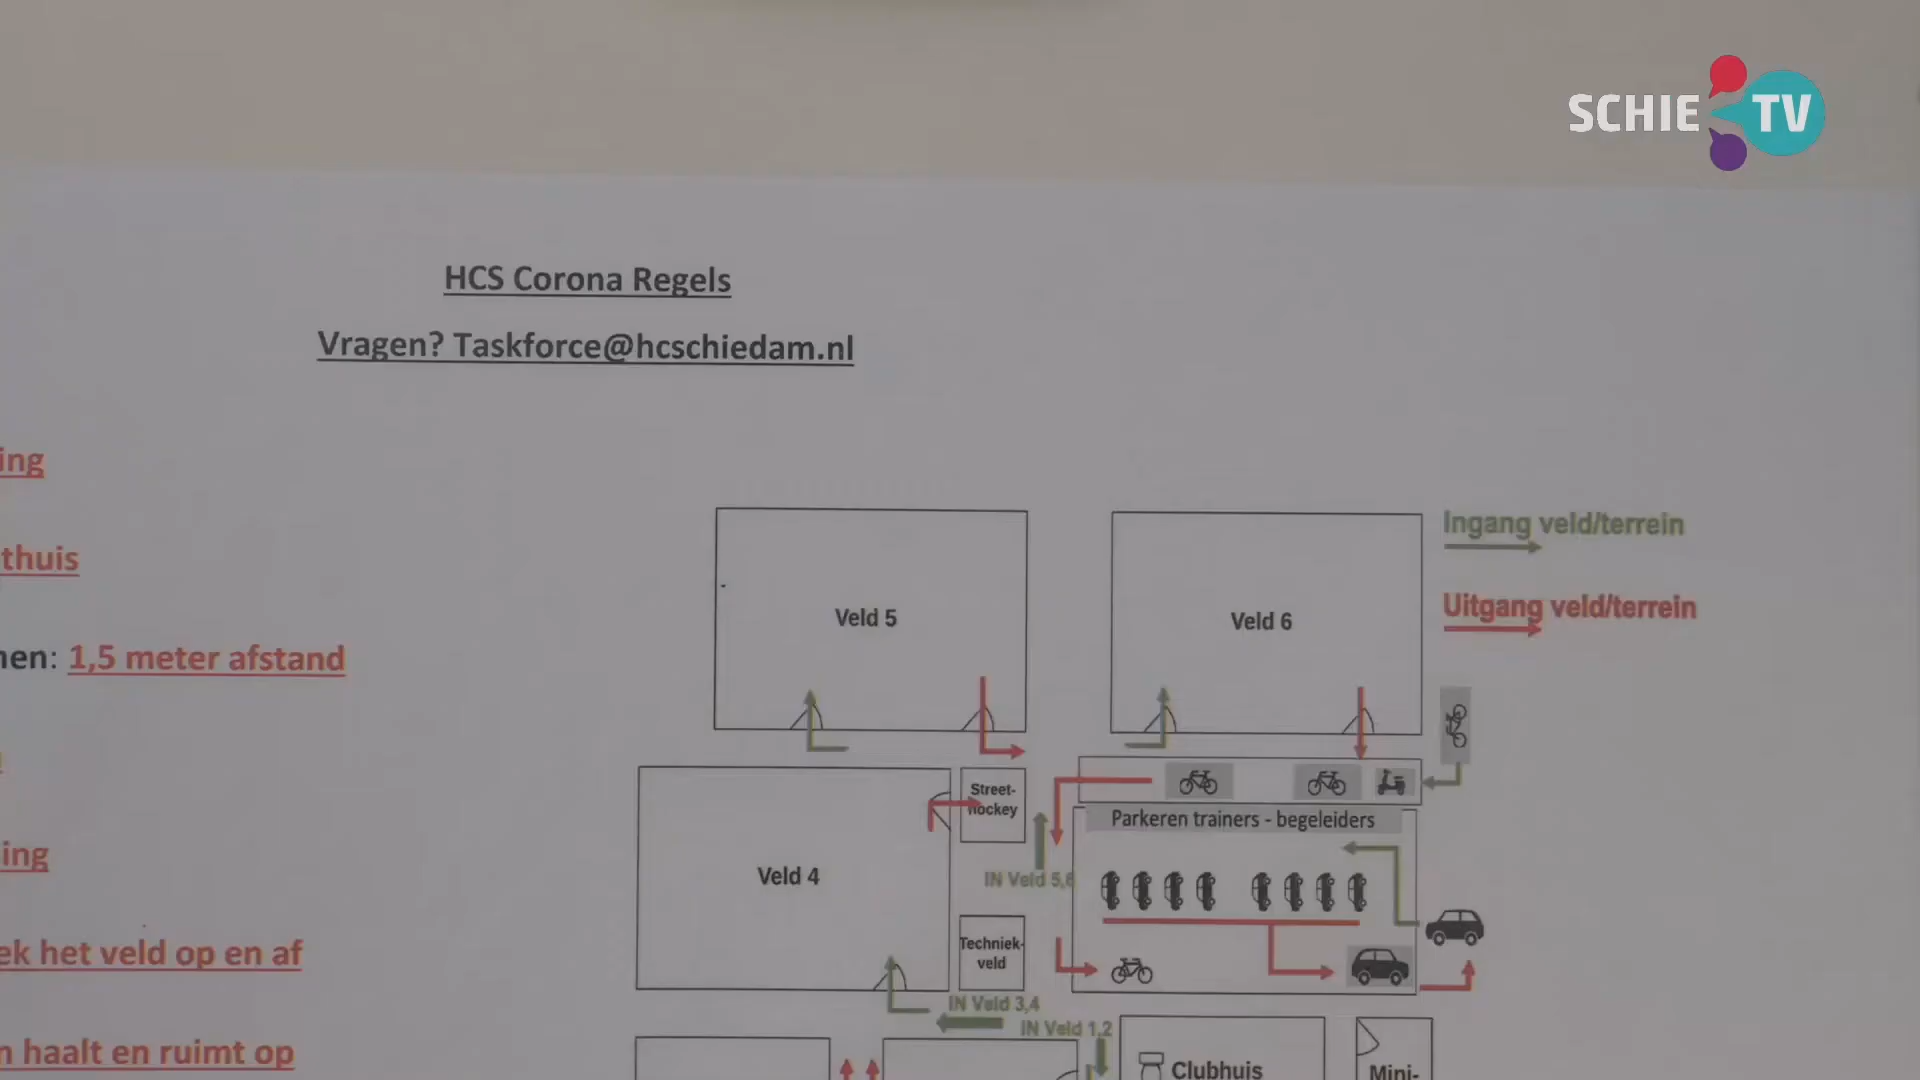 SCHIE TV
HCS Corona Regels
Vragen? Taskforce@hcschiedam.nl
ing
thuis
nen: 1,5 meter afstand
ing
ek het veld op en af
n haalt en ruimt op
Ingang veld/terrein
Uitgang veld/terrein
Veld 5
Veld 6
Street-
hockey
Parkeren trainers - begeleiders
Veld 4
IN Veld 5,6
Techniek-
veld
IN Veld 3,4
IN Veld 1,2
Clubhuis
Mini-